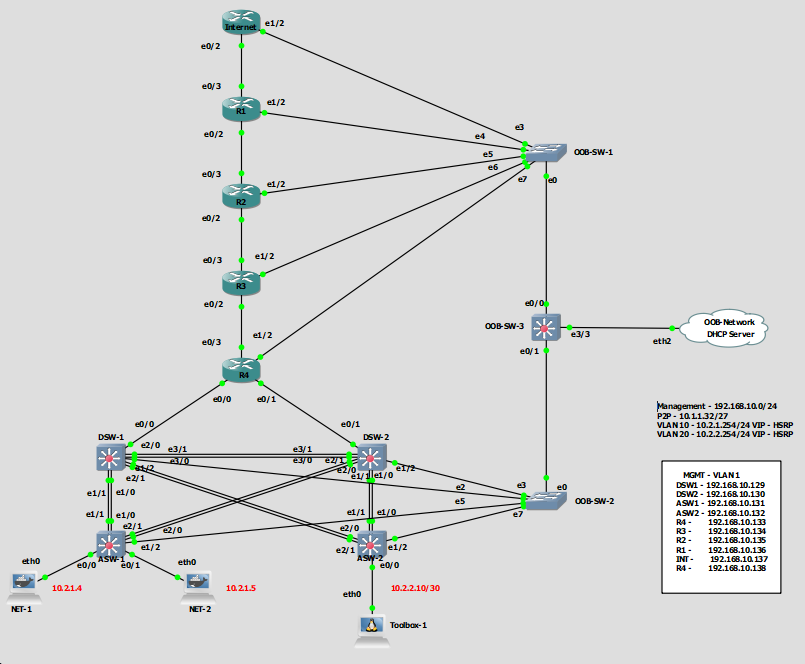 e1/2
Internet
e0/2
e0/3
e1/2
R1
e0/2
e3
e4
e5
e6
e7
OOB-SW-1
e0
e0/3
e1/2
R2
e0/2
e0/3
e1/2
R3
e0/2
e0/0
OOB-SW-3
e3/3
OOB-Network
DHCP Server
eth2
e0/1
e0/3
e1/2
R4
e0/0
e0/1
Management - 192.168.10.0/24
P2P - 10.1.1.32/27
VLAN 10 - 10.2.1.254/24 VIP - HSRP
VLAN 20 - 10.2.2.254/24 VIP - HSRP
e0/0
e0/1
DSW-1
e2/0
e3/1
e3/1
DSW-2
e3/0
e3/0
e2/1
e1/2
e2/0
e1/2
e2/1
e1/1
e1/0
e1/1
e1/0
e3
e0
e5
e2
e7
OOB-SW-2
MGMT - VLAN 1
DSW1 - 192.168.10.129
DSW2 - 192.168.10.130
ASW1 - 192.168.10.131
ASW2 - 192.168.10.132
R4 - 192.168.10.133
R3 - 192.168.10.134
R2 - 192.168.10.135
R1 - 192.168.10.136
INT - 192.168.10.137
R4 - 192.168.10.138
e1/1
e1/0
e2/1
e2/0
e1/2
ASW-1
e0/0
e0/1
e1/1
e1/0
e2/0
e2/1
e1/2
ASW-2
e0/0
eth0
NET-1
10.2.1.4
eth0
NET-2
10.2.1.5
10.2.2.10/30
eth0
Toolbox-1